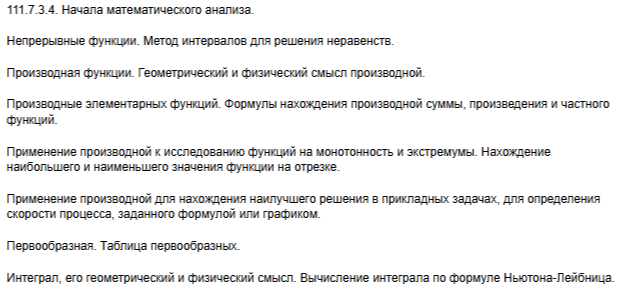 111.7.3.4. Начала математического анализа.
Непрерывные функции. Метод интервалов для решения неравенств.
Производная функции. Геометрический и физический смысл производной.
Производные элементарных функций. Формулы нахождения производной суммы, произведения и частного
функций.
Применение производной к исследованию функций на монотонность и экстремумы. Нахождение
наибольшего и наименьшего значения функции на отрезке.
Применение производной для нахождения наилучшего решения в прикладных задачах, для определения
скорости процесса, заданного формулой или графиком.
Первообразная. Таблица первообразных.
Интеграл, его геометрический и физический смысл. Вычисление интеграла по формуле Ньютона-Лейбница.